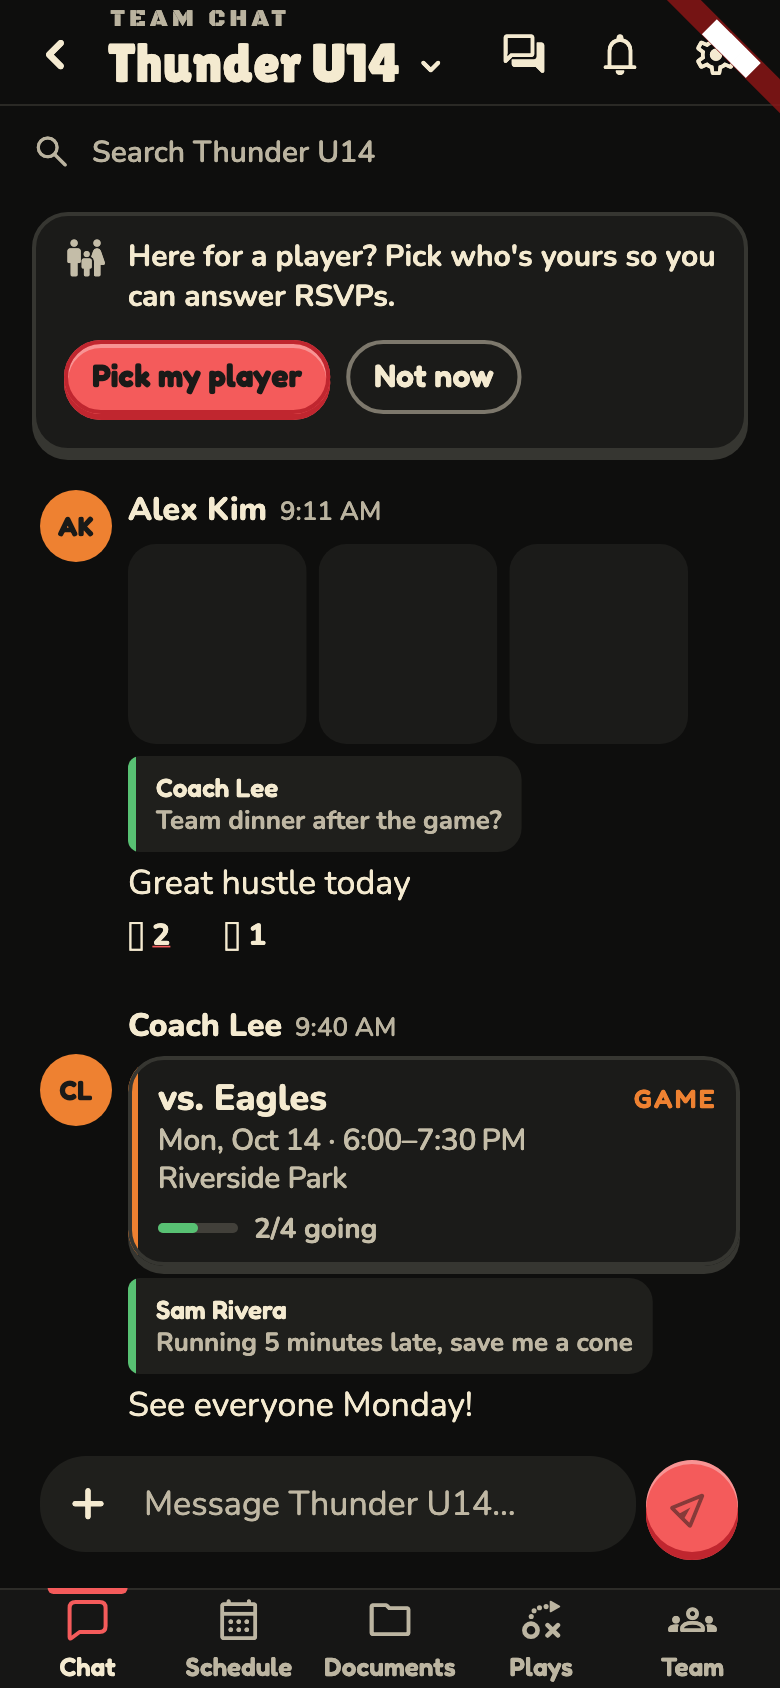 TEAM CHAT
Thunder U14
Search Thunder U14
Here for a player? Pick who's yours so you
can answer RSVPs.
Pick my player
Not now
AK
Alex Kim 9:11 AM
Coach Lee
Team dinner after the game?
Great hustle today
2 1
Coach Lee 9:40 AM
CL
vs. Eagles
GAME
Mon, Oct 14 · 6:00–7:30 PM
Riverside Park
2/4 going
Sam Rivera
Running 5 minutes late, save me a cone
See everyone Monday!
Message Thunder U14...
Chat
Schedule
Documents
Plays
Team